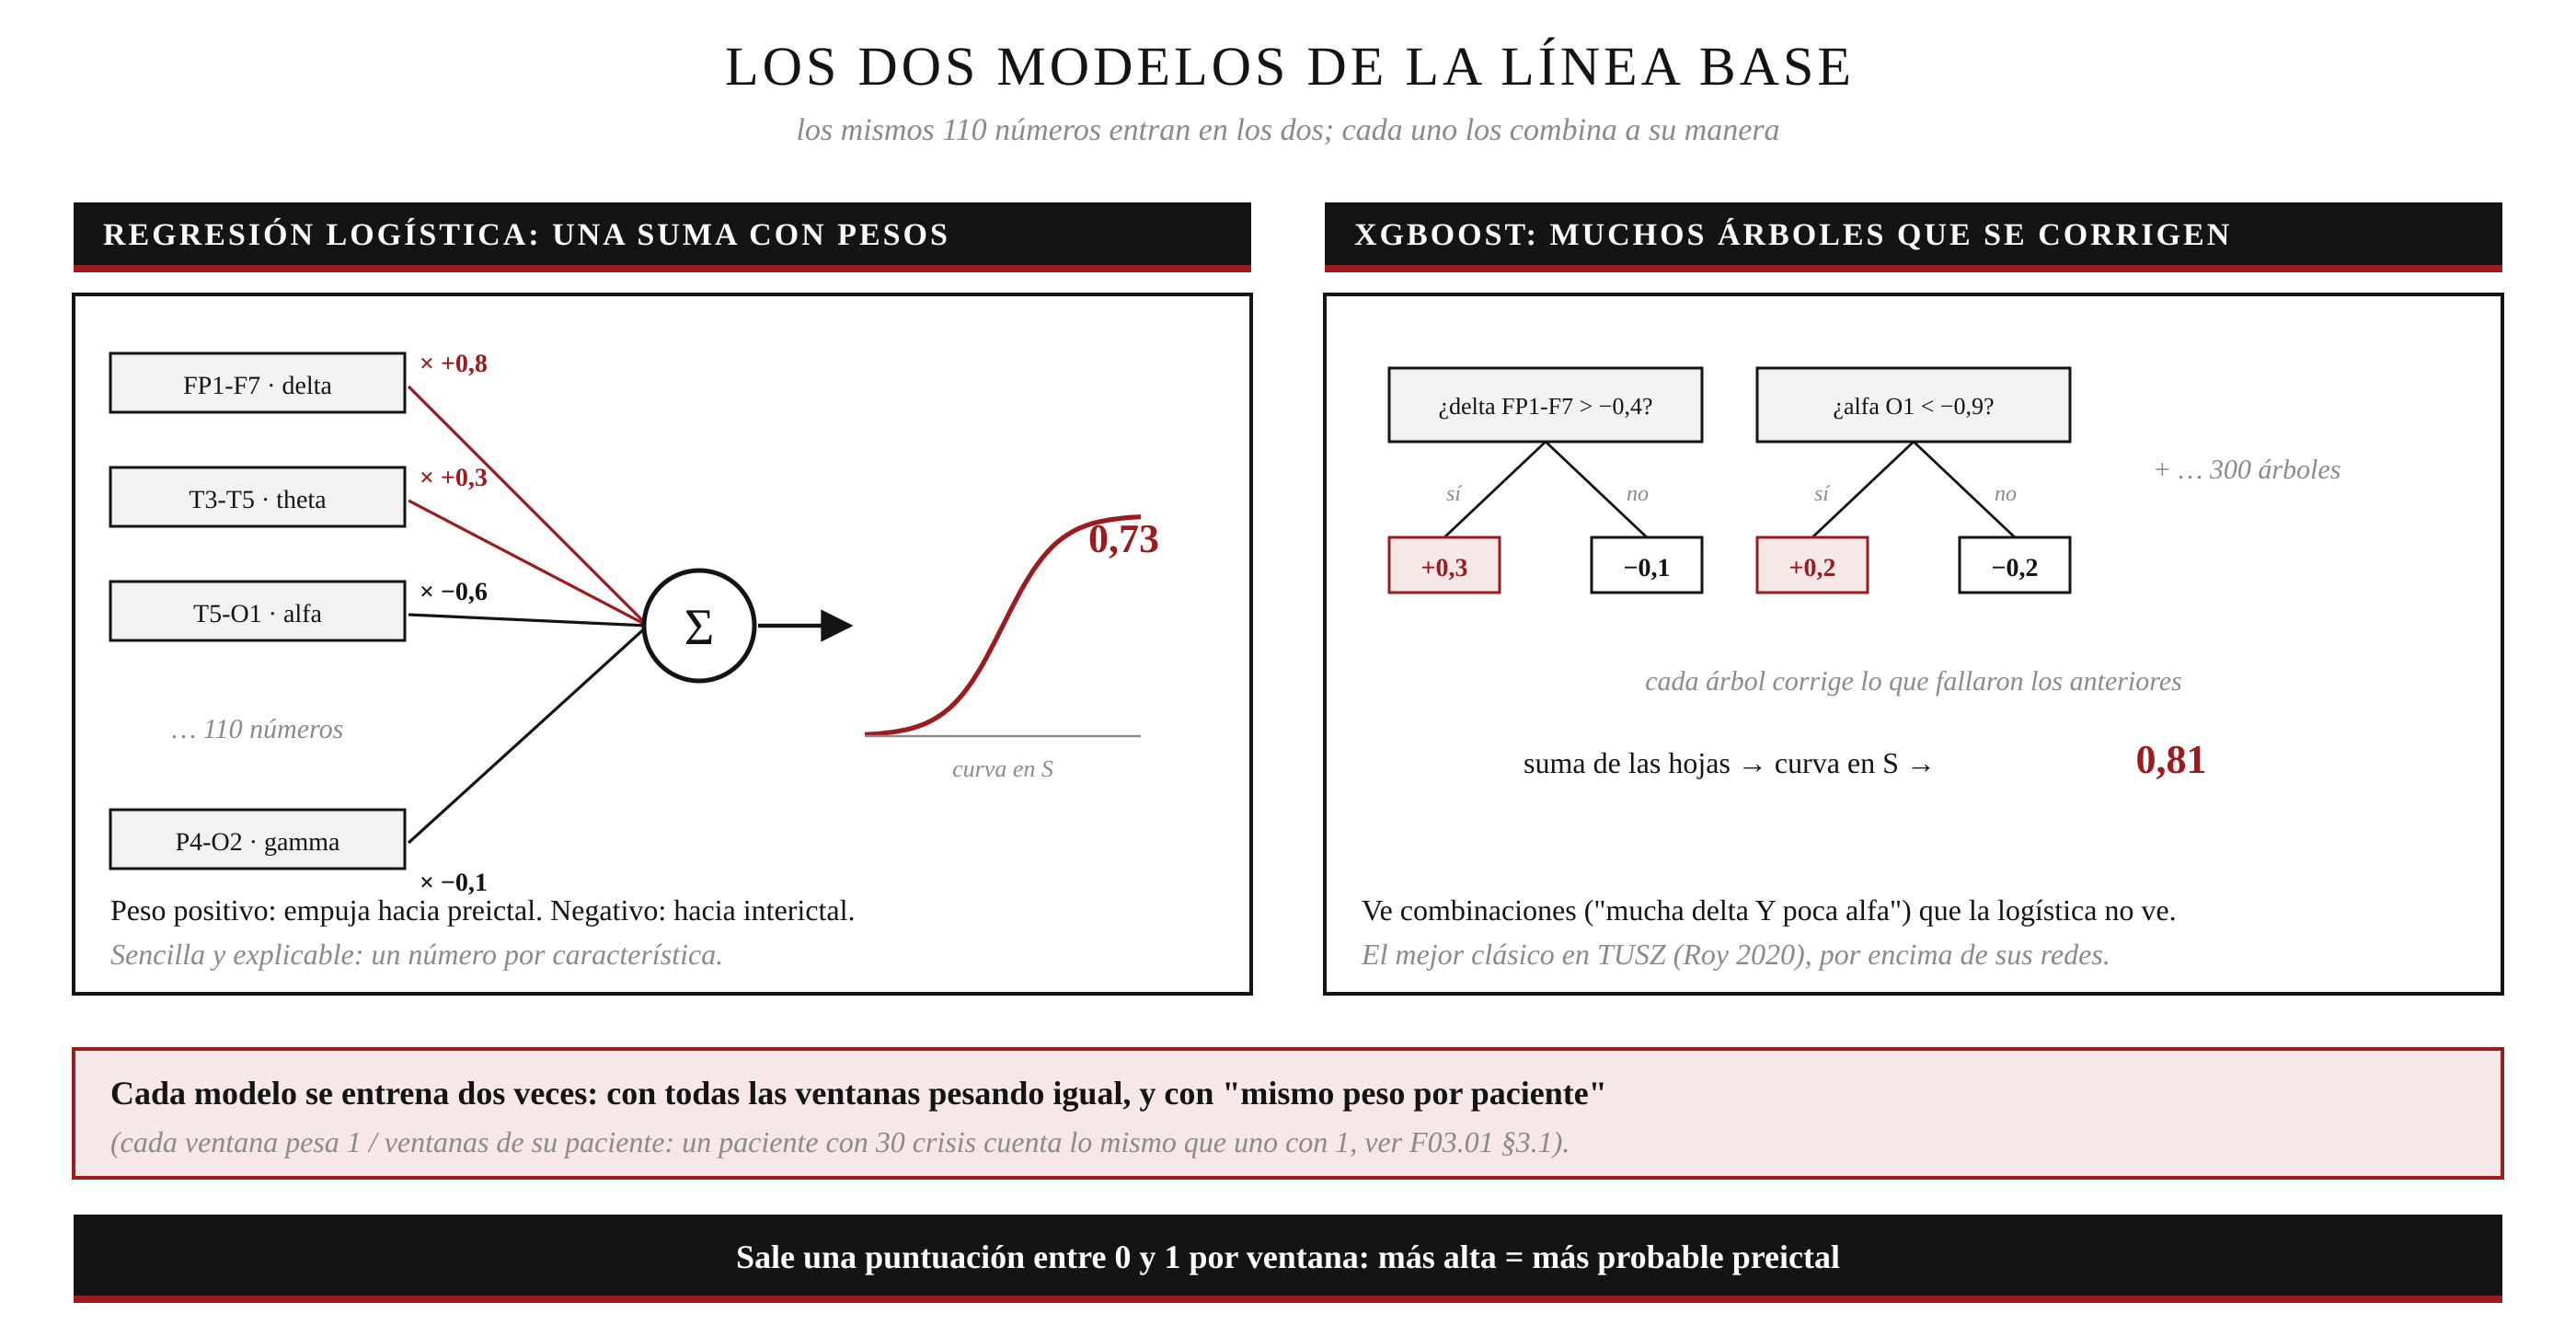 LOS DOS MODELOS DE LA LÍNEA BASE
los mismos 110 números entran en los dos; cada uno los combina a su manera
REGRESIÓN LOGÍSTICA: UNA SUMA CON PESOS
FP1-F7 · delta
× +0,8
T3-T5 · theta
× +0,3
T5-O1 · alfa
× −0,6
… 110 números
P4-O2 · gamma
× −0,1
Σ
0,73
curva en S
Peso positivo: empuja hacia preictal. Negativo: hacia interictal.
Sencilla y explicable: un número por característica.
XGBOOST: MUCHOS ÁRBOLES QUE SE CORRIGEN
¿delta FP1-F7 > −0,4?
sí
no
+0,3
−0,1
¿alfa O1 < −0,9?
sí
no
+0,2
−0,2
+ … 300 árboles
cada árbol corrige lo que fallaron los anteriores
suma de las hojas → curva en S →
0,81
Ve combinaciones ("mucha delta Y poca alfa") que la logística no ve.
El mejor clásico en TUSZ (Roy 2020), por encima de sus redes.
Cada modelo se entrena dos veces: con todas las ventanas pesando igual, y con "mismo peso por paciente"
(cada ventana pesa 1 / ventanas de su paciente: un paciente con 30 crisis cuenta lo mismo que uno con 1, ver F03.01 §3.1).
Sale una puntuación entre 0 y 1 por ventana: más alta = más probable preictal